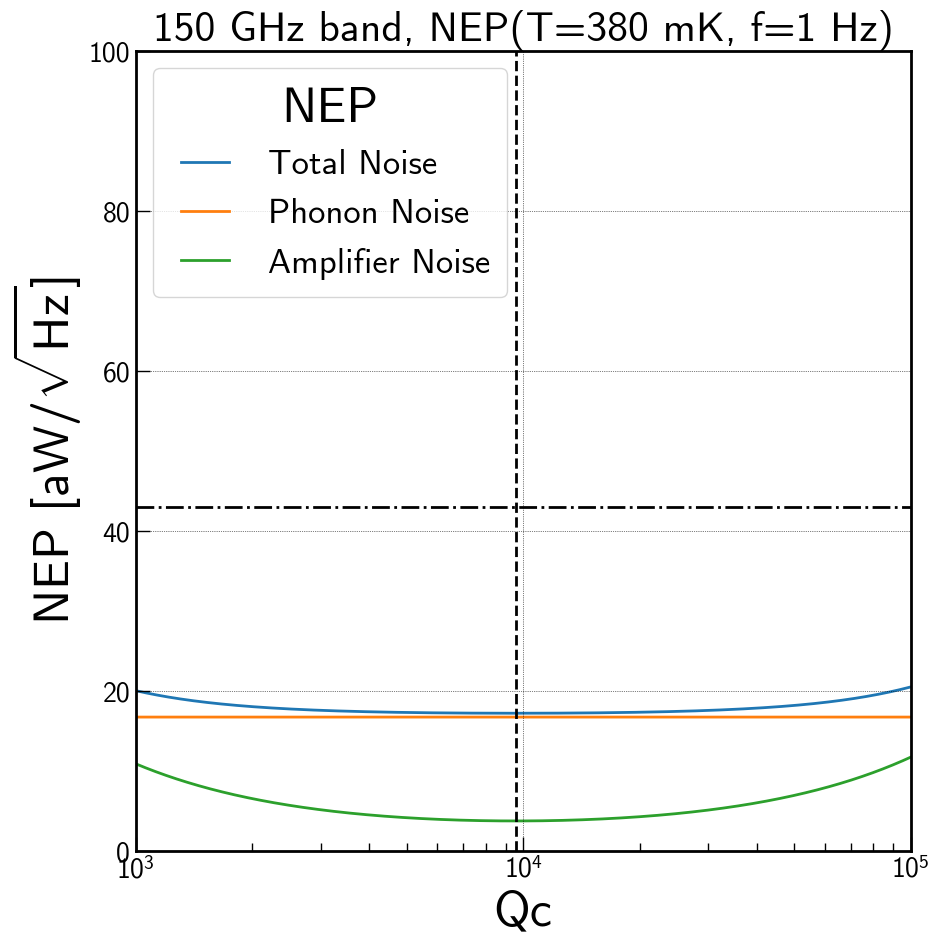 150 GHz band, NEP(T=380 mK, f=1 Hz)
NEP
Total Noise
Phonon Noise
Amplifier Noise
NEP [aW/√Hz]
100
80
60
40
20
0
10³
10⁴
10⁵
Qc